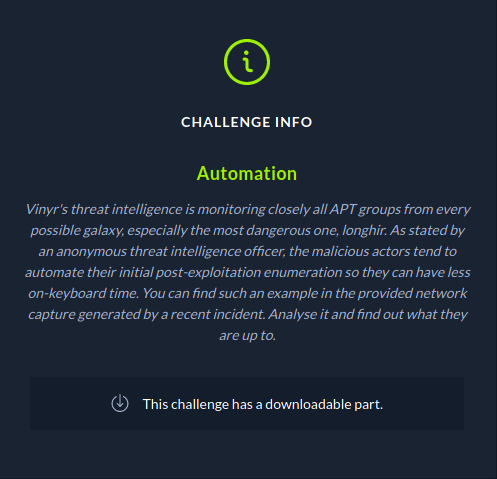 CHALLENGE INFO
Automation
Vinyr's threat intelligence is monitoring closely all APT groups from every
possible galaxy, especially the most dangerous one, longhir. As stated by
an anonymous threat intelligence officer, the malicious actors tend to
automate their initial post-exploitation enumeration so they can have less
on-keyboard time. You can find such an example in the provided network
capture generated by a recent incident. Analyse it and find out what they
are up to.
This challenge has a downloadable part.